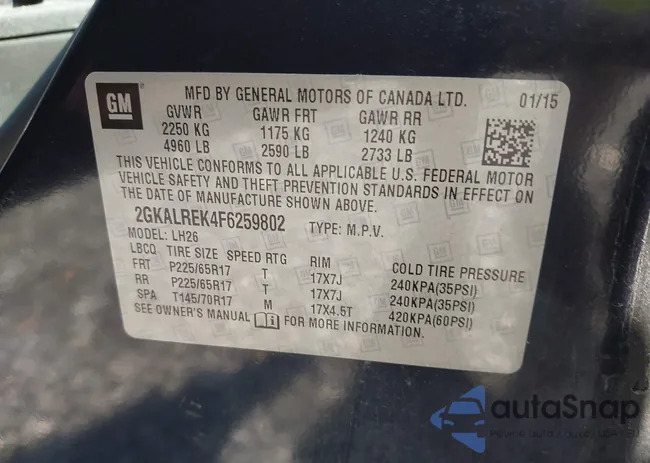 GM
MFD BY GENERAL MOTORS OF CANADA LTD. 01/15
GVWR GAWR FRT GAWR RR
2250 KG 1175 KG 1240 KG
4960 LB 2590 LB 2733 LB
THIS VEHICLE CONFORMS TO ALL APPLICABLE U.S. FEDERAL MOTOR
VEHICLE SAFETY AND THEFT PREVENTION STANDARDS IN EFFECT ON
THE DATE OF MANUFACTURE SHOWN ABOVE.
2GKALREK4F6259802 TYPE: M.P.V.
MODEL: LH26
LBCQ TIRE SIZE SPEED RTG RIM COLD TIRE PRESSURE
FRT P225/65R17 T 17X7J 240KPA(35PSI)
RR P225/65R17 T 17X7J 240KPA(35PSI)
SPA T145/70R17 M 17X4.5T 420KPA(60PSI)
SEE OWNER'S MANUAL FOR MORE INFORMATION.
autoSnap